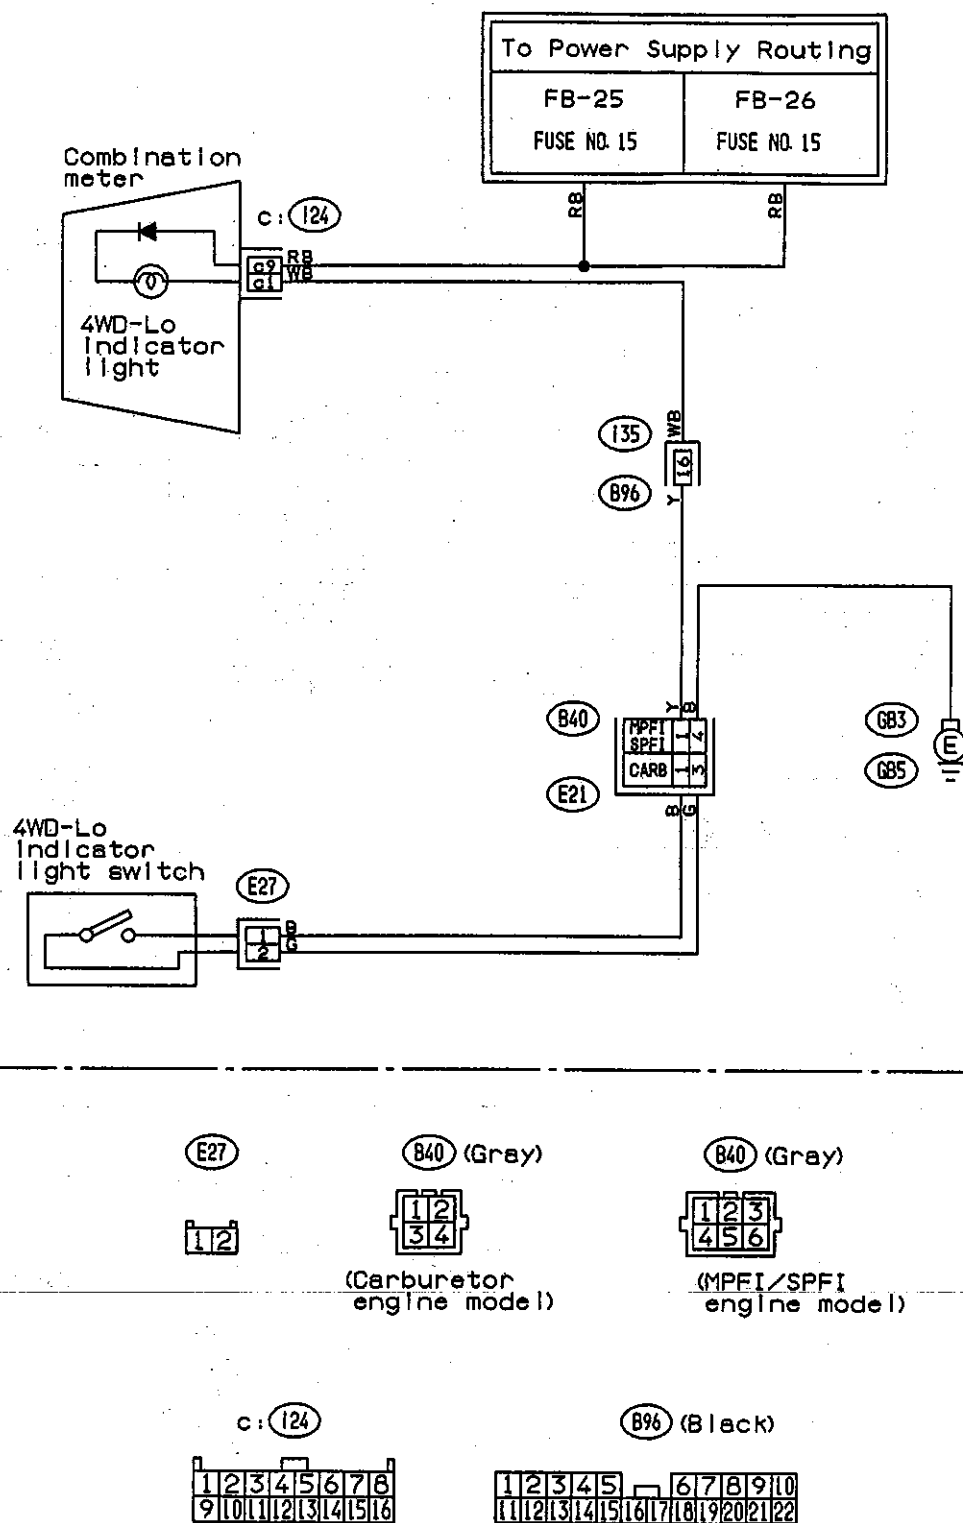 To Power Supply Routing
FB-25
FB-26
FUSE NO. 15
FUSE NO. 15
RB
RB
Combination
meter
c: i24
c9
RB
c1
WB
4WD-Lo
indicator
light
i35
WB
16
B96
Y
B40
Y
B
MPFI
SPFI
1
4
CARB
1
3
E21
B
G
GB3
E
GB5
4WD-Lo
indicator
light switch
E27
1
B
2
G
E27
B40 (Gray)
B40 (Gray)
1 2
1 2
3 4
1 2 3
4 5 6
(Carburetor
engine model)
(MPFI/SPFI
engine model)
c: i24
B96 (Black)
1 2 3 4 5 6 7 8
9 10 11 12 13 14 15 16
1 2 3 4 5 6 7 8 9 10
11 12 13 14 15 16 17 18 19 20 21 22